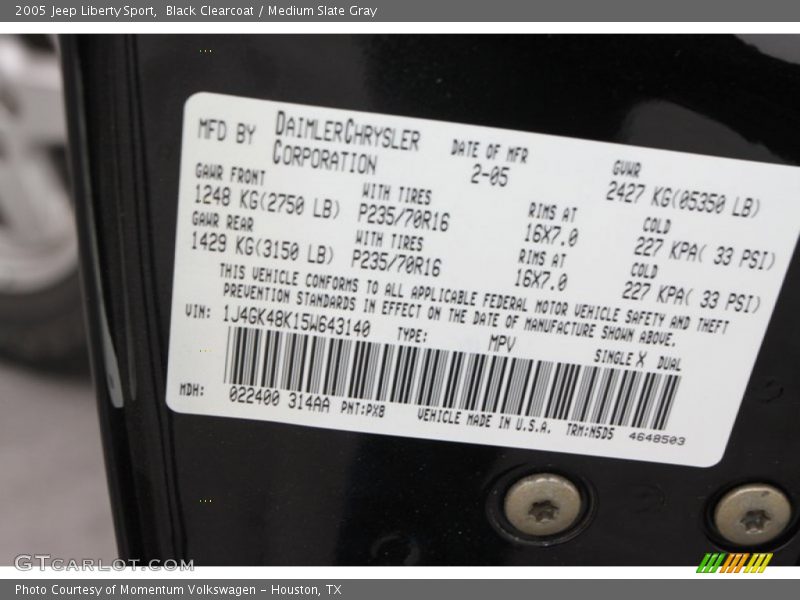 2005 Jeep Liberty Sport,  Black Clearcoat / Medium Slate Gray
MFD BY DAIMLERCHRYSLER CORPORATION
DATE OF MFR 2-05
GVWR 2427 KG(05350 LB)
GAWR FRONT 1248 KG(2750 LB)
WITH TIRES P235/70R16
RIMS AT 16X7.0
COLD 227 KPA( 33 PSI)
GAWR REAR 1429 KG(3150 LB)
WITH TIRES P235/70R16
RIMS AT 16X7.0
COLD 227 KPA( 33 PSI)
THIS VEHICLE CONFORMS TO ALL APPLICABLE FEDERAL MOTOR VEHICLE SAFETY AND THEFT
PREVENTION STANDARDS IN EFFECT ON THE DATE OF MANUFACTURE SHOWN ABOVE.
VIN: 1J4GK48K15W643140 TYPE: MPV SINGLE X DUAL
MDH: 022400 314AA PNT:PX8 VEHICLE MADE IN U.S.A. TRM:N5D5 4648503
GTCarLot.com
Photo Courtesy of Momentum Volkswagen - Houston, TX